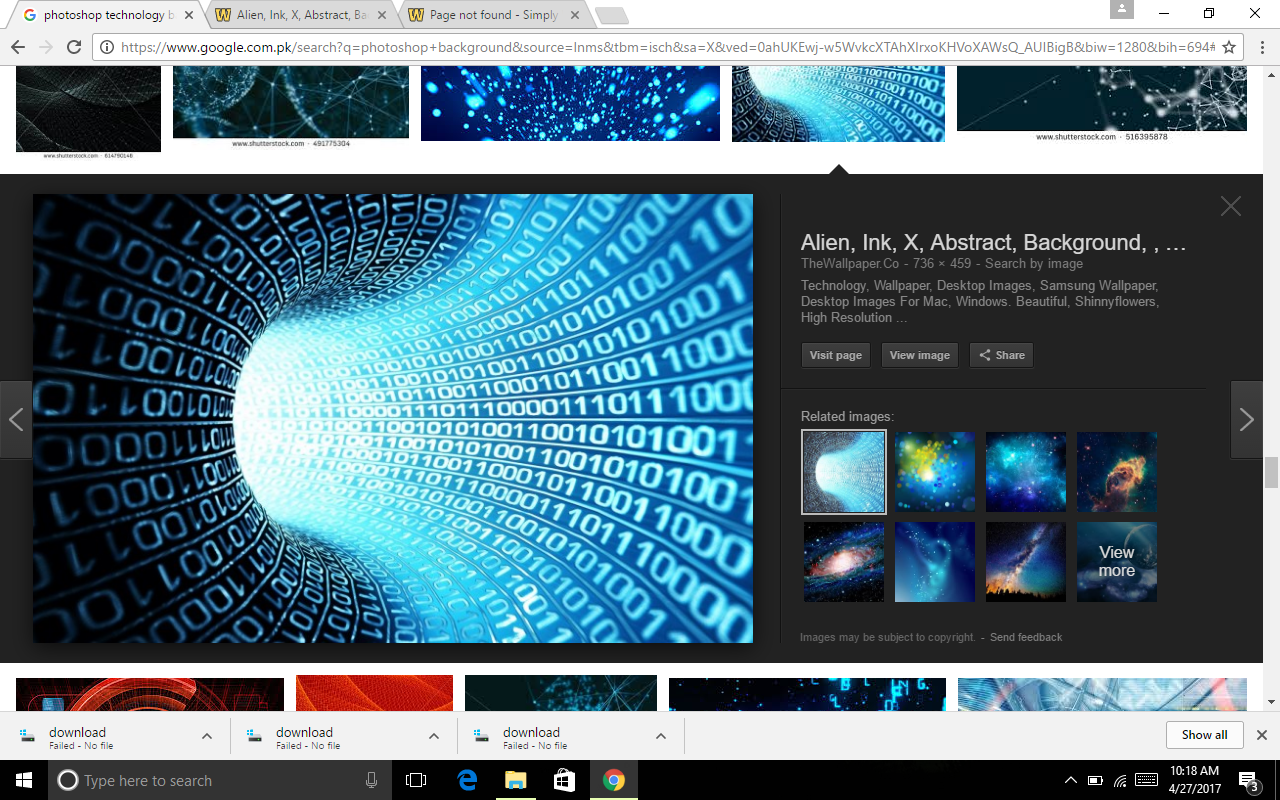 photoshop technology b
Alien, Ink, X, Abstract, Ba
Page not found - Simply
https://www.google.com.pk/search?q=photoshop+background&source=lnms&tbm=isch&sa=X&ved=0ahUKEwj-w5WvkcXTAhXIrxoKHVoXAWsQ_AUIBigB&biw=1280&bih=694#
www.shutterstock.com · 614790146
www.shutterstock.com · 491775304
www.shutterstock.com · 516395878
Alien, Ink, X, Abstract, Background, , ...
TheWallpaper.Co - 736 × 459 - Search by image
Technology, Wallpaper, Desktop Images, Samsung Wallpaper,
Desktop Images For Mac, Windows. Beautiful, Shinnyflowers,
High Resolution ...
Visit page
View image
Share
Related images:
View
more
Images may be subject to copyright. - Send feedback
download
Failed - No file
download
Failed - No file
download
Failed - No file
Show all
Type here to search
10:18 AM
4/27/2017
3